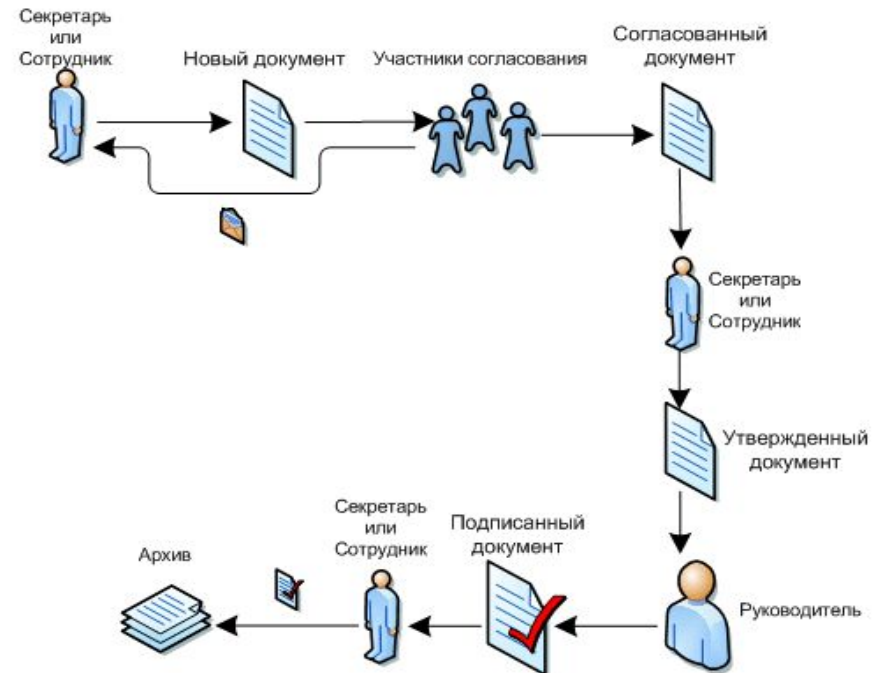 Секретарь
или
Сотрудник
Новый документ
Участники согласования
Согласованный
документ
Секретарь
или
Сотрудник
Утвержденный
документ
Руководитель
Подписанный
документ
Секретарь
или
Сотрудник
Архив